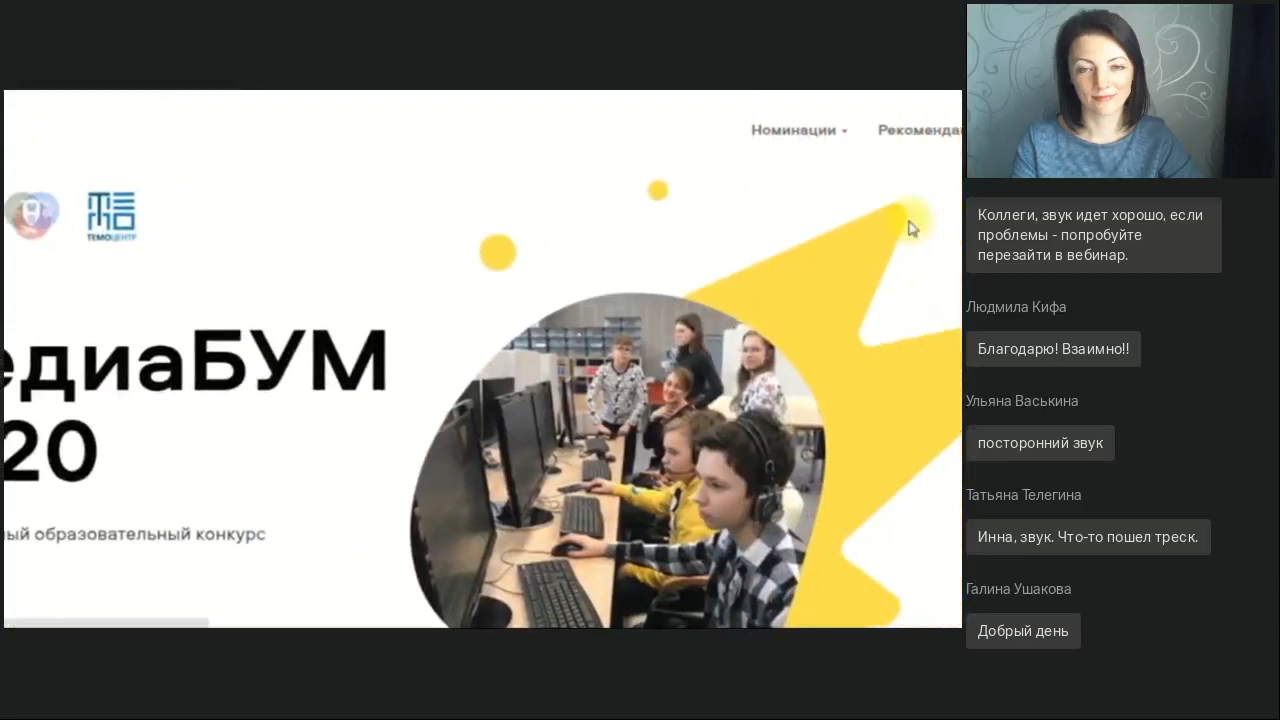 Номинации
Рекоменда
ТЕМОЦЕНТР
едиаБУМ
20
ый образовательный конкурс
Коллеги, звук идет хорошо, если
проблемы - попробуйте
перезайти в вебинар.
Людмила Кифа
Благодарю! Взаимно!!
Ульяна Васькина
посторонний звук
Татьяна Телегина
Инна, звук. Что-то пошел треск.
Галина Ушакова
Добрый день